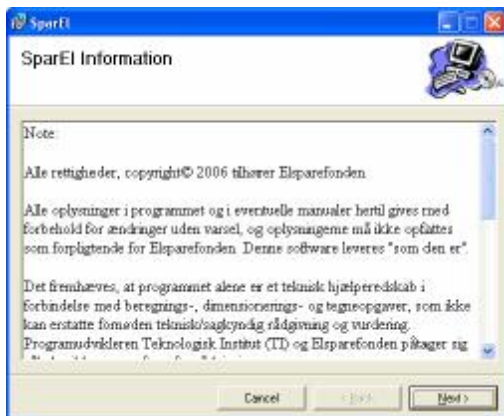 SparEl
SparEl Information
Note:
Alle rettigheder, copyright© 2006 tilhører Elsparefonden.
Alle oplysninger i programmet og i eventuelle manualer hertil gives med
forbehold for ændringer uden varsel, og oplysningerne må ikke opfattes
som forpligtende for Elsparefonden. Denne software leveres "som den er".
Det fremhæves, at programmet alene er et teknisk hjælperedskab i
forbindelse med beregnings-, dimensionerings- og tegneopgaver, som ikke
kan erstatte fornøden teknisk/sagkyndig rådgivning og vurdering.
Programudvikleren Teknologisk Institut (TI) og Elsparefonden påtager sig
Cancel
< Back
Next >